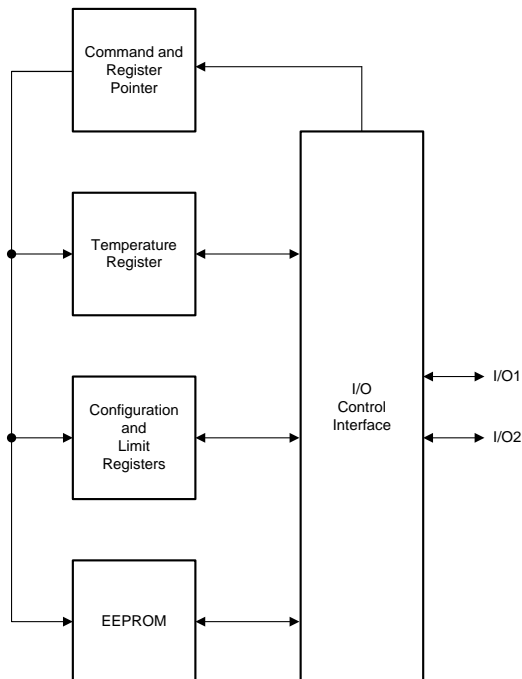 Command and
Register
Pointer
Temperature
Register
Configuration
and
Limit
Registers
EEPROM
I/O
Control
Interface
I/O1
I/O2